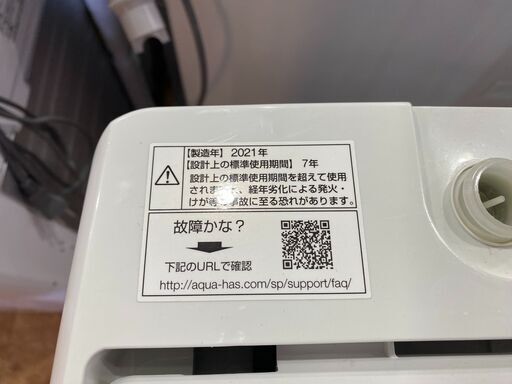 【製造年】 2021年
【設計上の標準使用期間】 7年
設計上の標準使用期間を超えて使用
され、経年劣化による発火・
けが等 事故に至る恐れがあります。
故障かな?
下記のURLで確認
http://aqua-has.com/sp/support/faq/